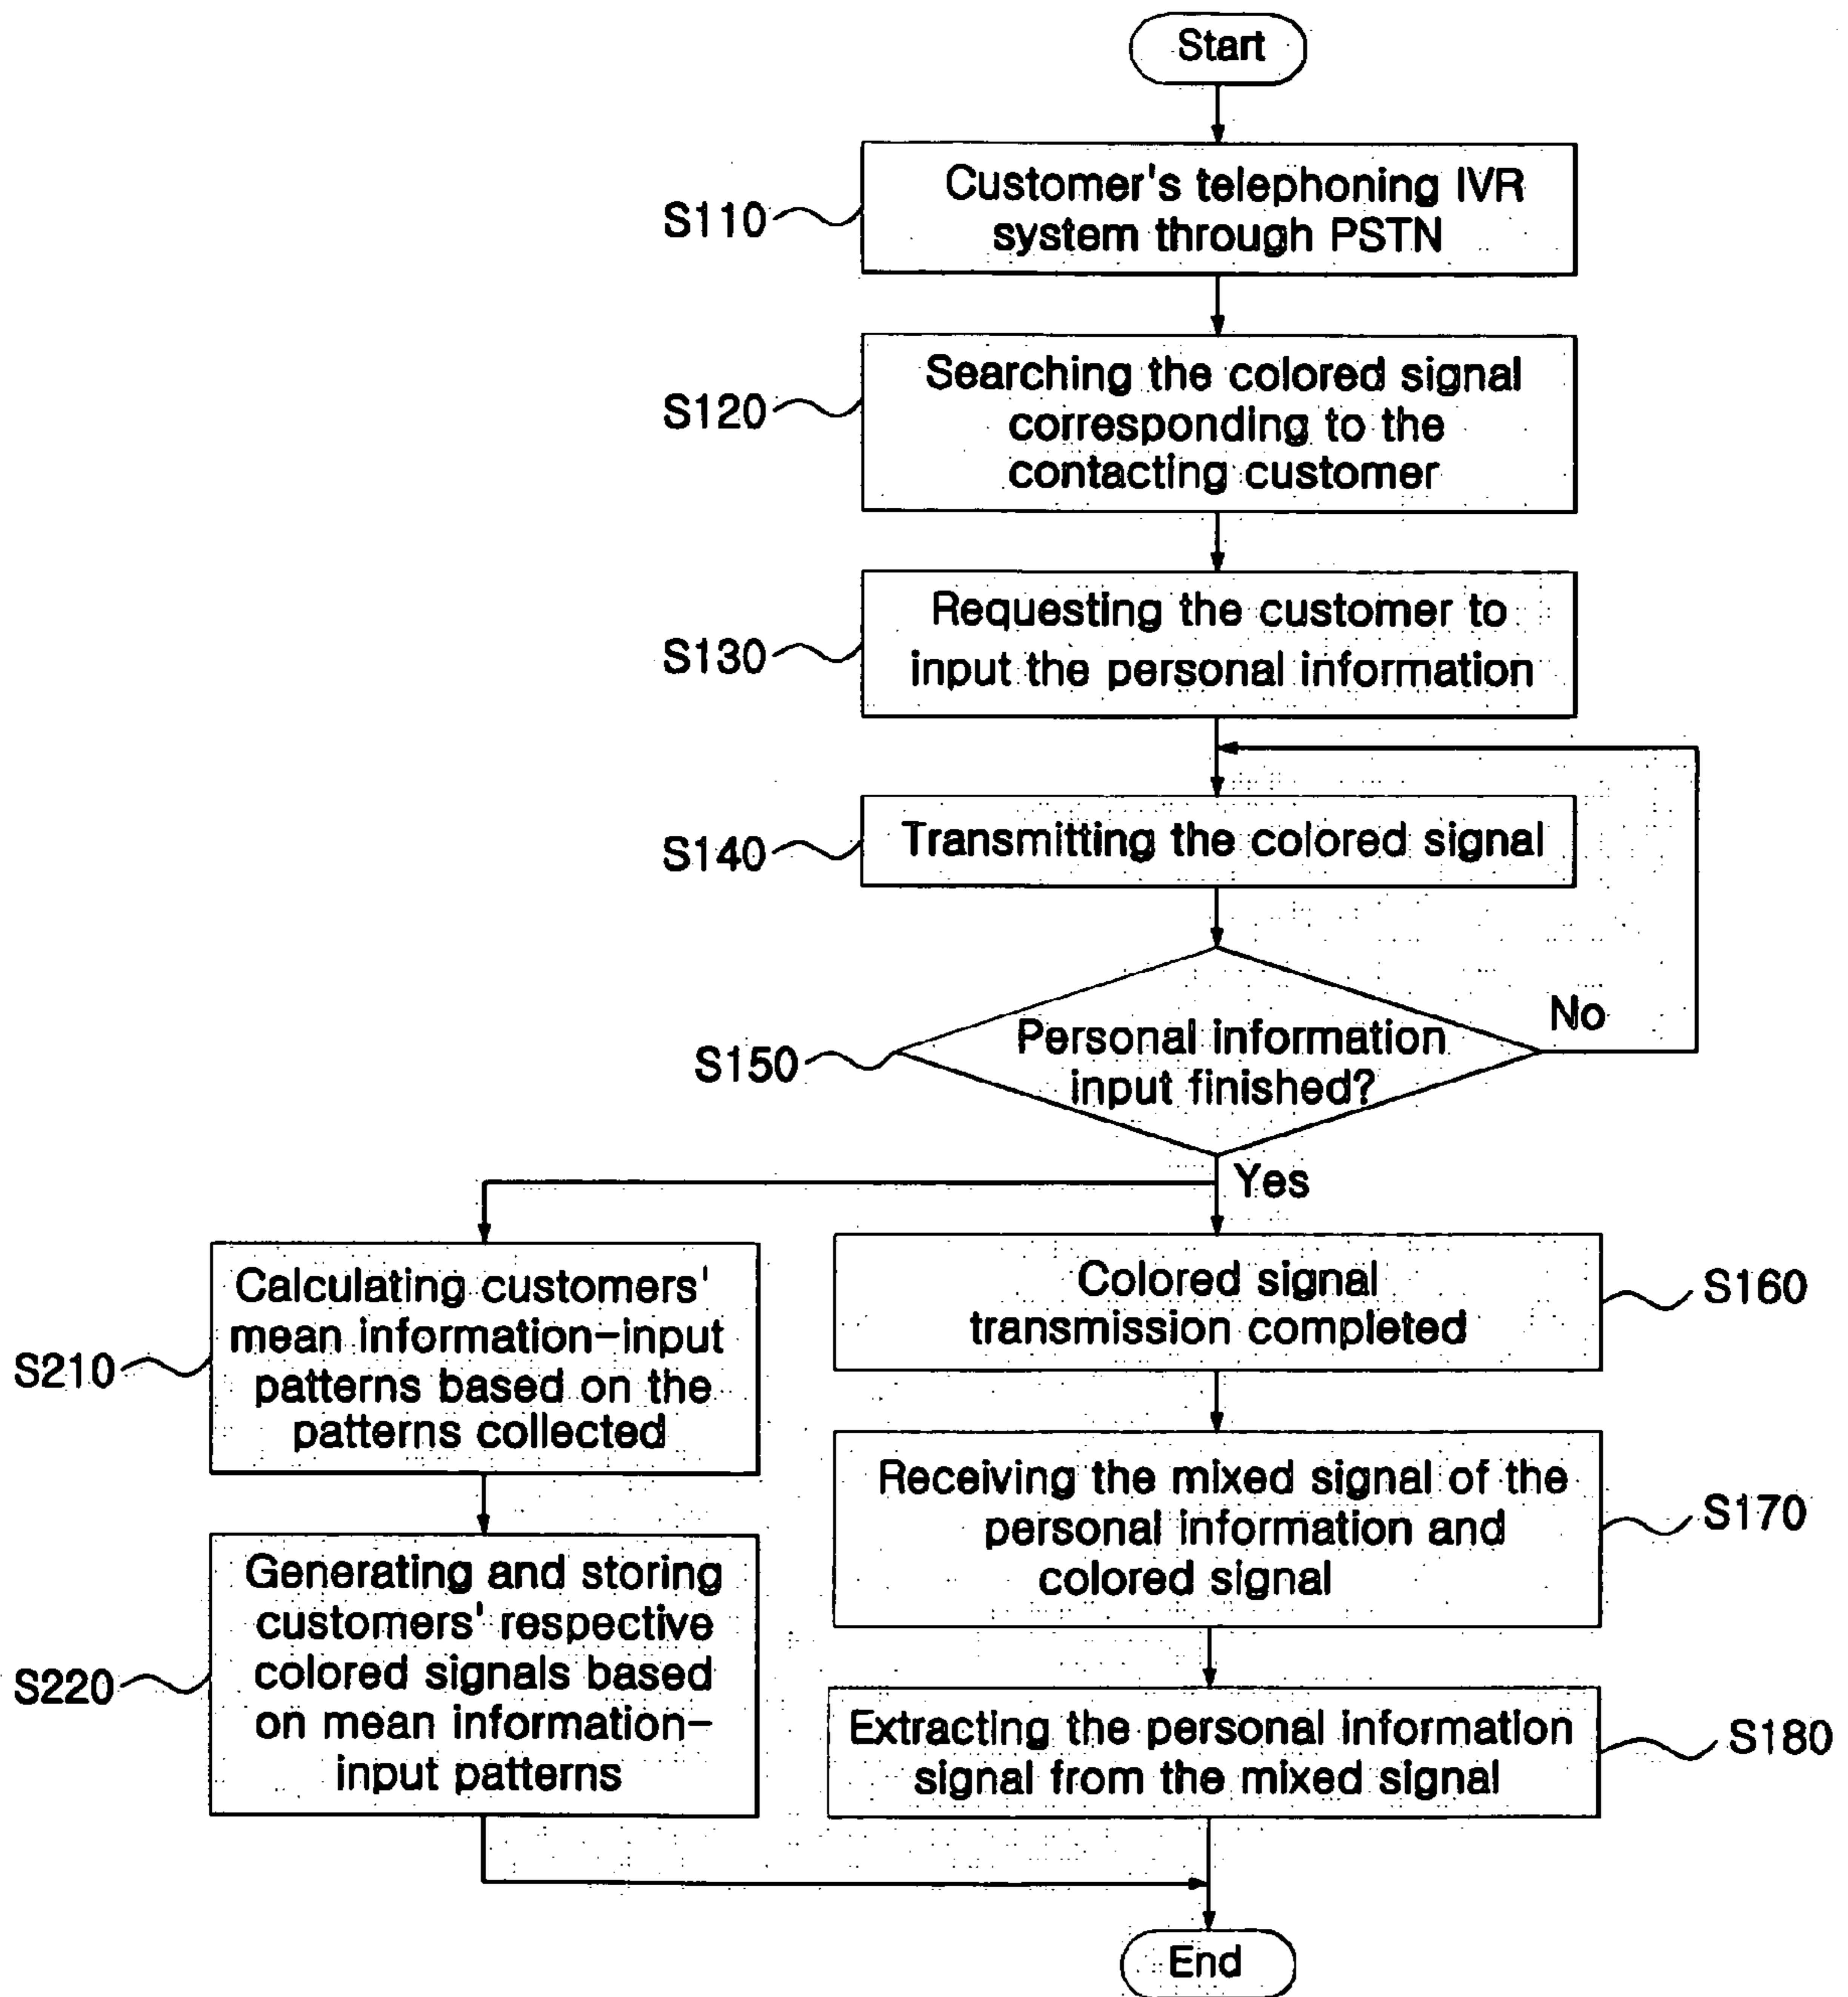 Start
S110
Customer's telephoning IVR
system through PSTN
S120
Searching the colored signal
corresponding to the
contacting customer
S130
Requesting the customer to
input the personal information
S140
Transmitting the colored signal
S150
Personal information
input finished?
No
Yes
S210
Calculating customers'
mean information-input
patterns based on the
patterns collected
S220
Generating and storing
customers' respective
colored signals based
on mean information-
input patterns
Colored signal
transmission completed
S160
Receiving the mixed signal of the
personal information and
colored signal
S170
Extracting the personal information
signal from the mixed signal
S180
End